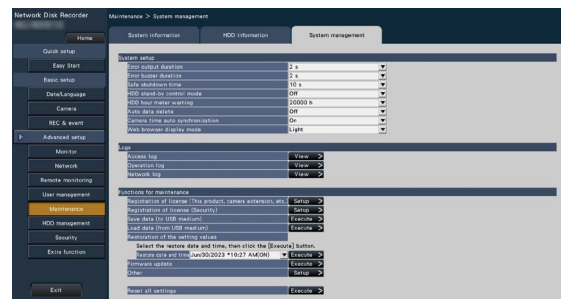 Network Disk Recorder
Maintenance > System management
Home
System information
HDD information
System management
Quick setup
Easy Start
Basic setup
Date/Language
Camera
REC & event
Advanced setup
Monitor
Network
Remote monitoring
User management
Maintenance
HDD management
Security
Extra function
Exit
System setup
Error output duration 2 s
Error buzzer duration 2 s
Safe shutdown time 10 s
HDD stand-by control mode Off
HDD hour meter warning 20000 h
Auto data delete Off
Camera time auto synchronization On
Web browser display mode Light
Logs
Access log View >
Operation log View >
Network log View >
Functions for maintenance
Registration of license (This product, camera extension, etc. Setup >
Registration of license (Security) Setup >
Save data (to USB medium) Execute >
Load data (from USB medium) Execute >
Restoration of the setting values
Select the restore date and time, then click the [Execute] button.
Restore date and time Jun/30/2023 *10:27 AM(ON) Execute >
Firmware update Execute >
Other Setup >
Reset all settings Execute >